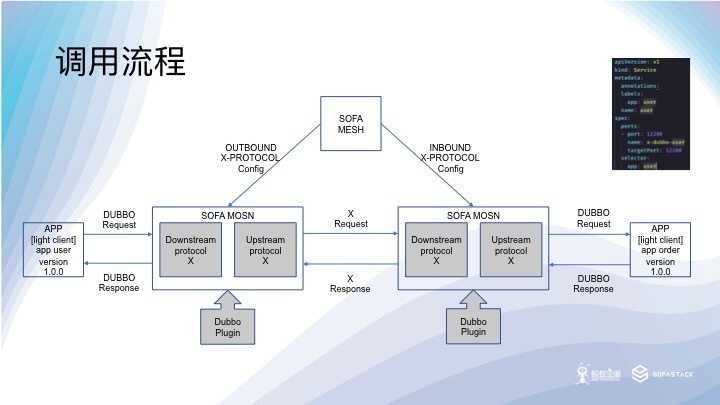 调用流程
apiVersion: v1
kind: Service
metadata:
annotations:
labels:
app: user
name: user
spec:
ports:
- port: 12200
name: x-dubbo-user
targetPort: 12200
selector:
app: user
SOFA
MESH
OUTBOUND
X-PROTOCOL
Config
INBOUND
X-PROTOCOL
Config
APP
[light client]
app user
version
1.0.0
DUBBO
Request
DUBBO
Response
SOFA MOSN
Downstream
protocol
X
Upstream
protocol
X
Dubbo
Plugin
X
Request
X
Response
SOFA MOSN
Downstream
protocol
X
Upstream
protocol
X
Dubbo
Plugin
DUBBO
Request
DUBBO
Response
APP
[light client]
app order
version
1.0.0
蚂蚁金服
ANT FINANCIAL
SOFASTACK